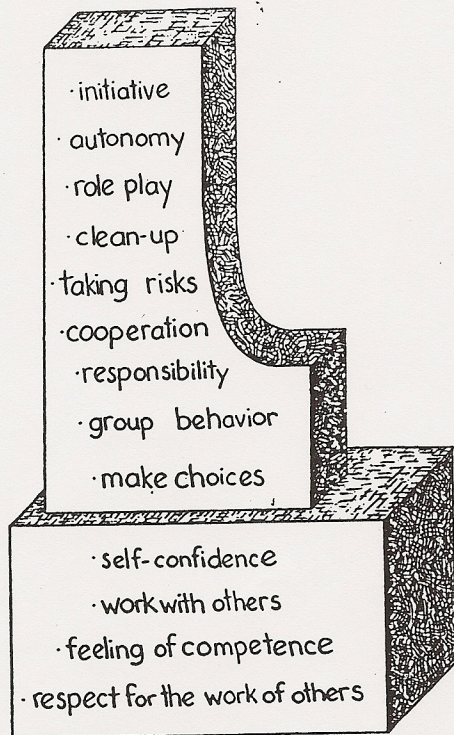 ·initiative
·autonomy
·role play
·clean-up
·taking risks
·cooperation
·responsibility
·group behavior
·make choices
·self-confidence
·work with others
·feeling of competence
·respect for the work of others